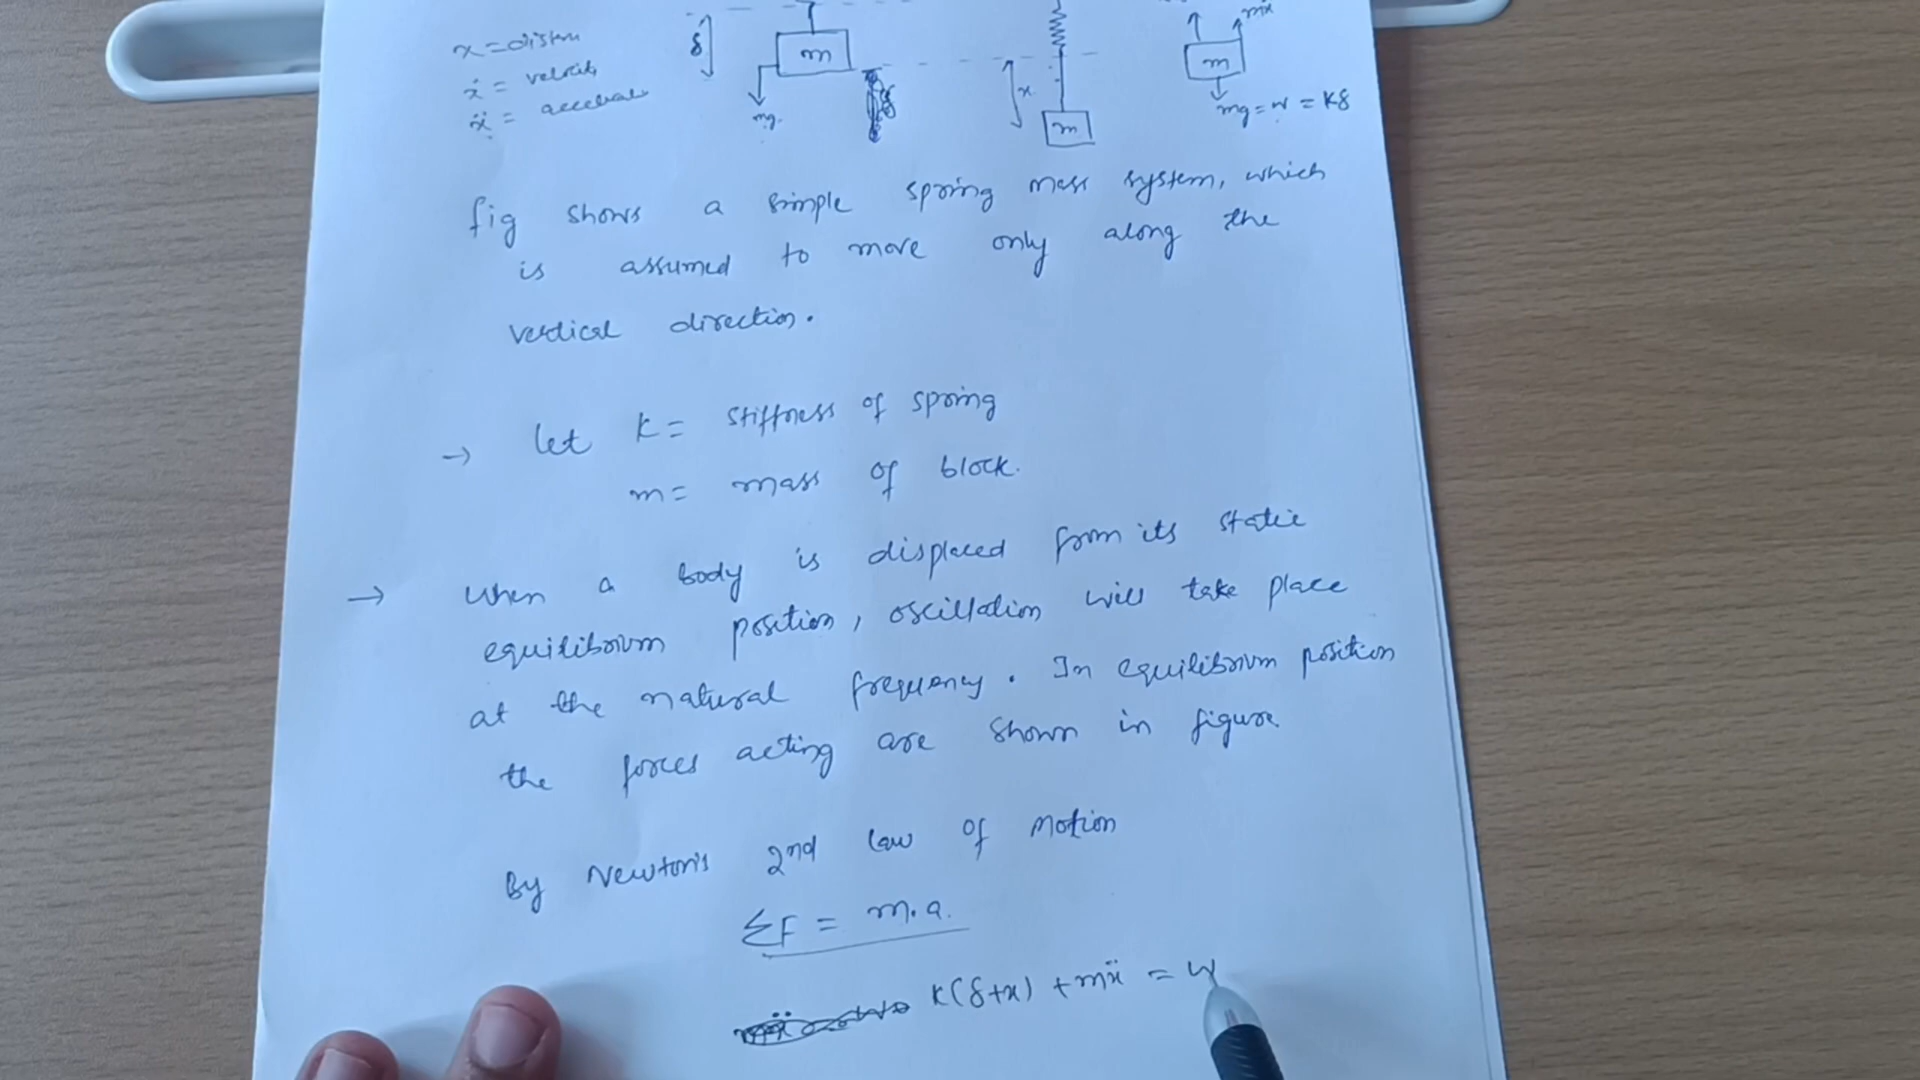 x = distan
δ
m
mẍ
ẋ = velocity
x
m
ẍ = accelerat
mg
m
mg = W = Kδ
fig shows a simple spring mass system, which
is assumed to move only along the
vertical direction.
→ let K = stiffness of spring
m = mass of block.
→ When a body is displaced from its static
equilibrium position, oscillation will take place
at the natural frequency. In equilibrium position
the forces acting are shown in figure
By Newton's 2nd law of Motion
ΣF = m.a.
K(δ+x) + mẍ = W